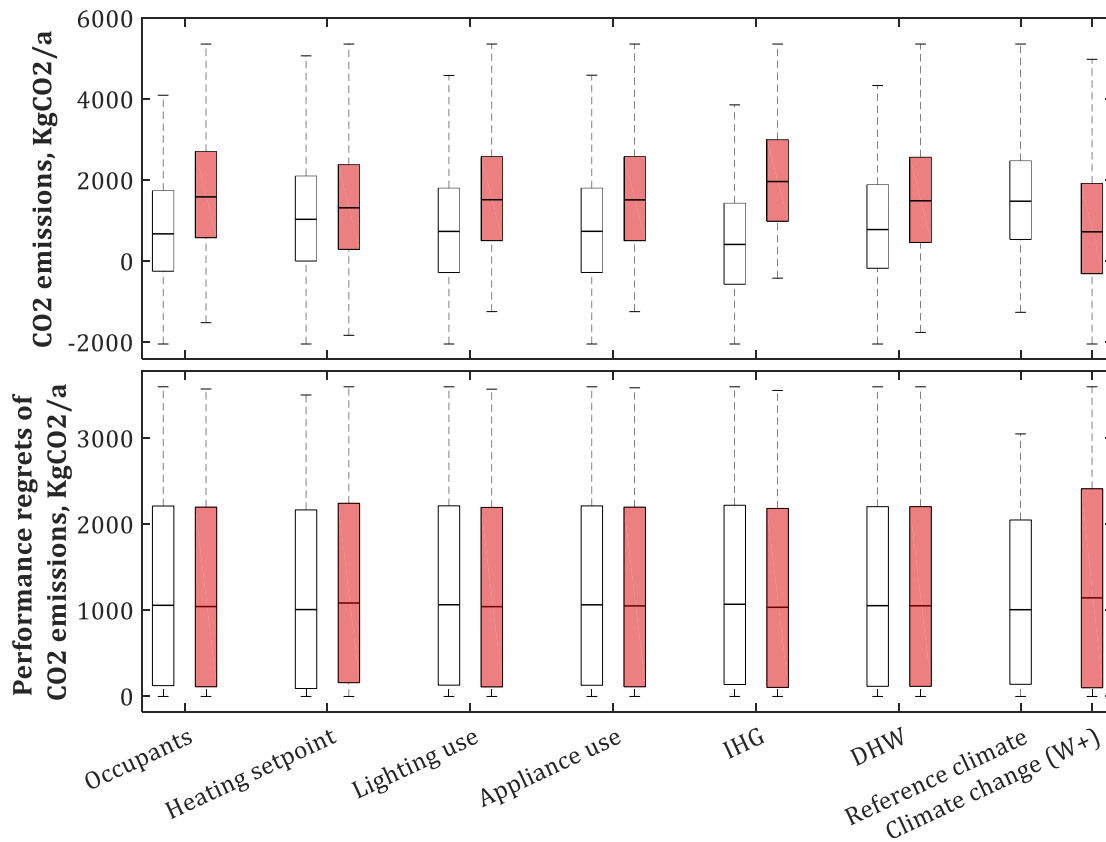 CO2 emissions, KgCO2/a
6000
4000
2000
0
-2000
Performance regrets of
CO2 emissions, KgCO2/a
3000
2000
1000
0
Occupants
Heating setpoint
Lighting use
Appliance use
IHG
DHW
Reference climate
Climate change (W+)